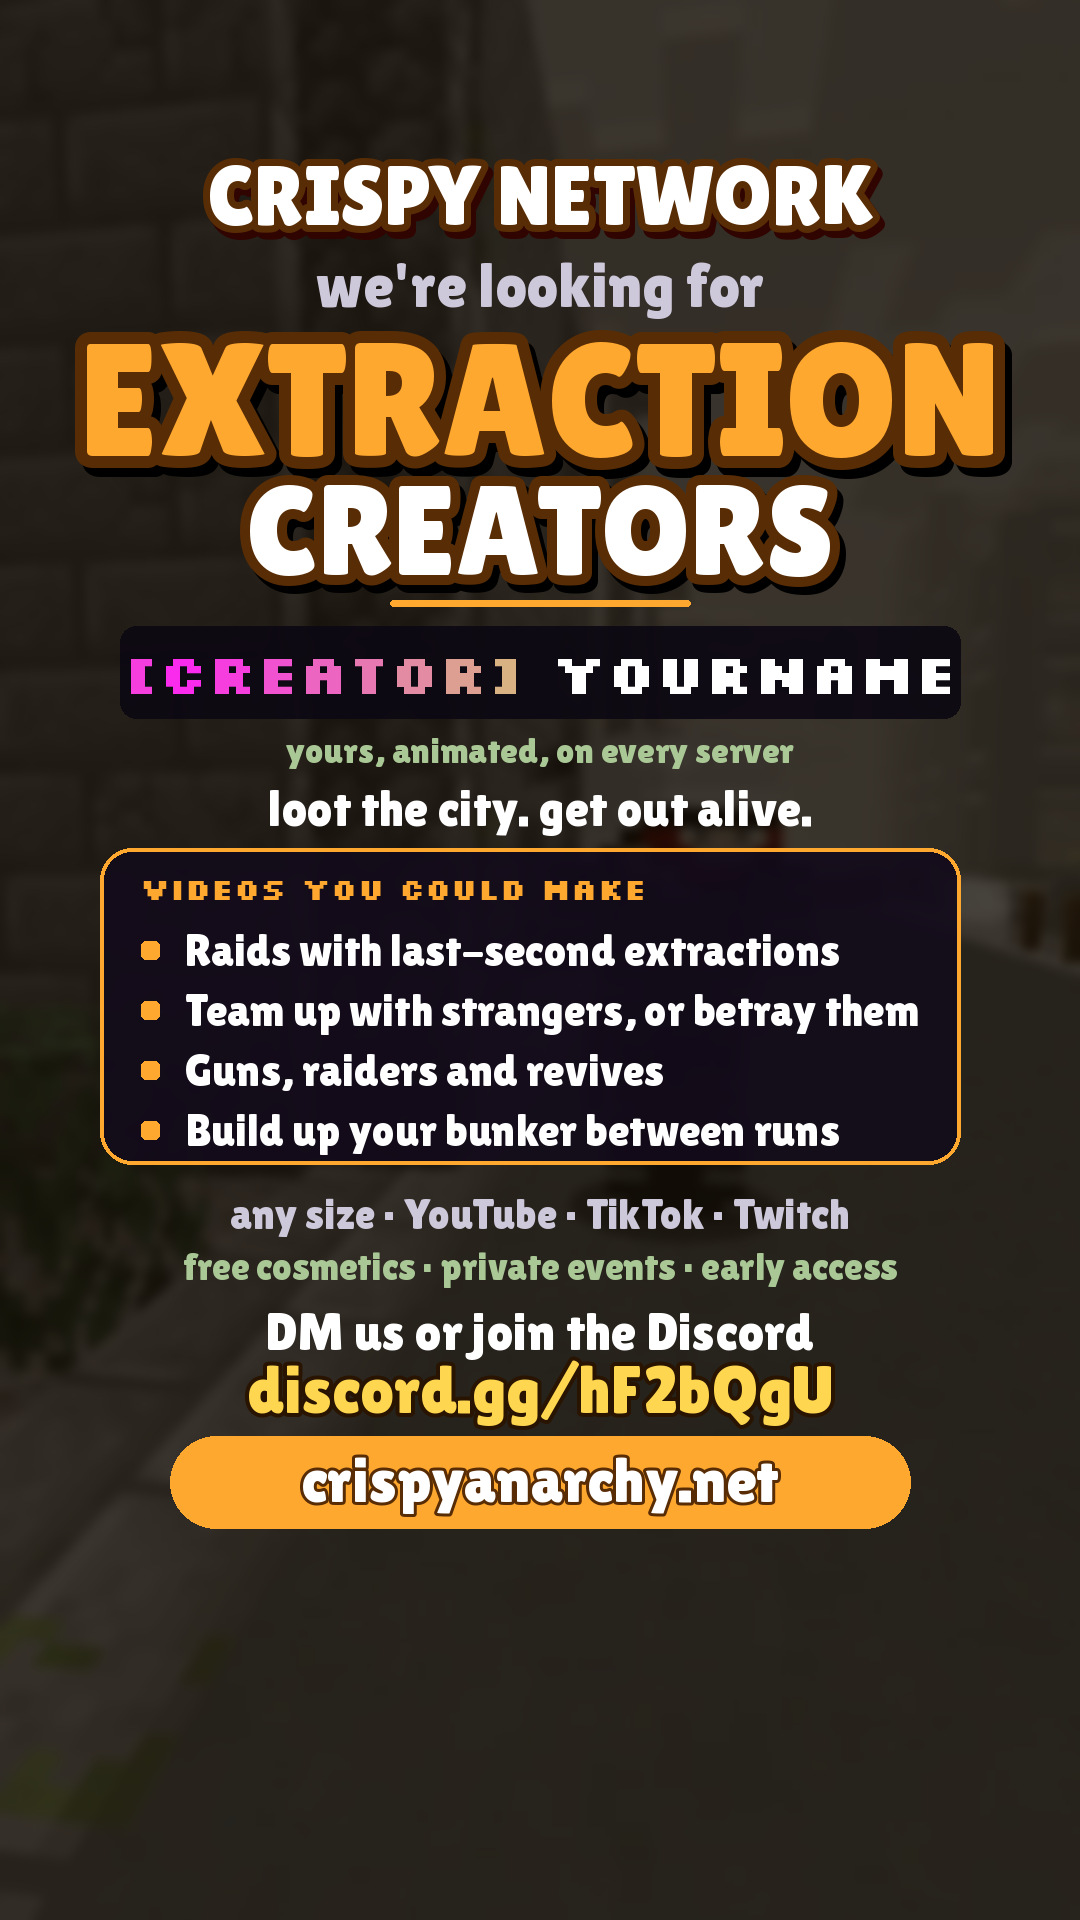 CRISPY NETWORK
we're looking for
EXTRACTION
CREATORS
[CREATOR] YOURNAME
yours, animated, on every server
loot the city. get out alive.
VIDEOS YOU COULD MAKE
Raids with last-second extractions
Team up with strangers, or betray them
Guns, raiders and revives
Build up your bunker between runs
any size · YouTube · TikTok · Twitch
free cosmetics · private events · early access
DM us or join the Discord
discord.gg/hF2bQgU
crispyanarchy.net